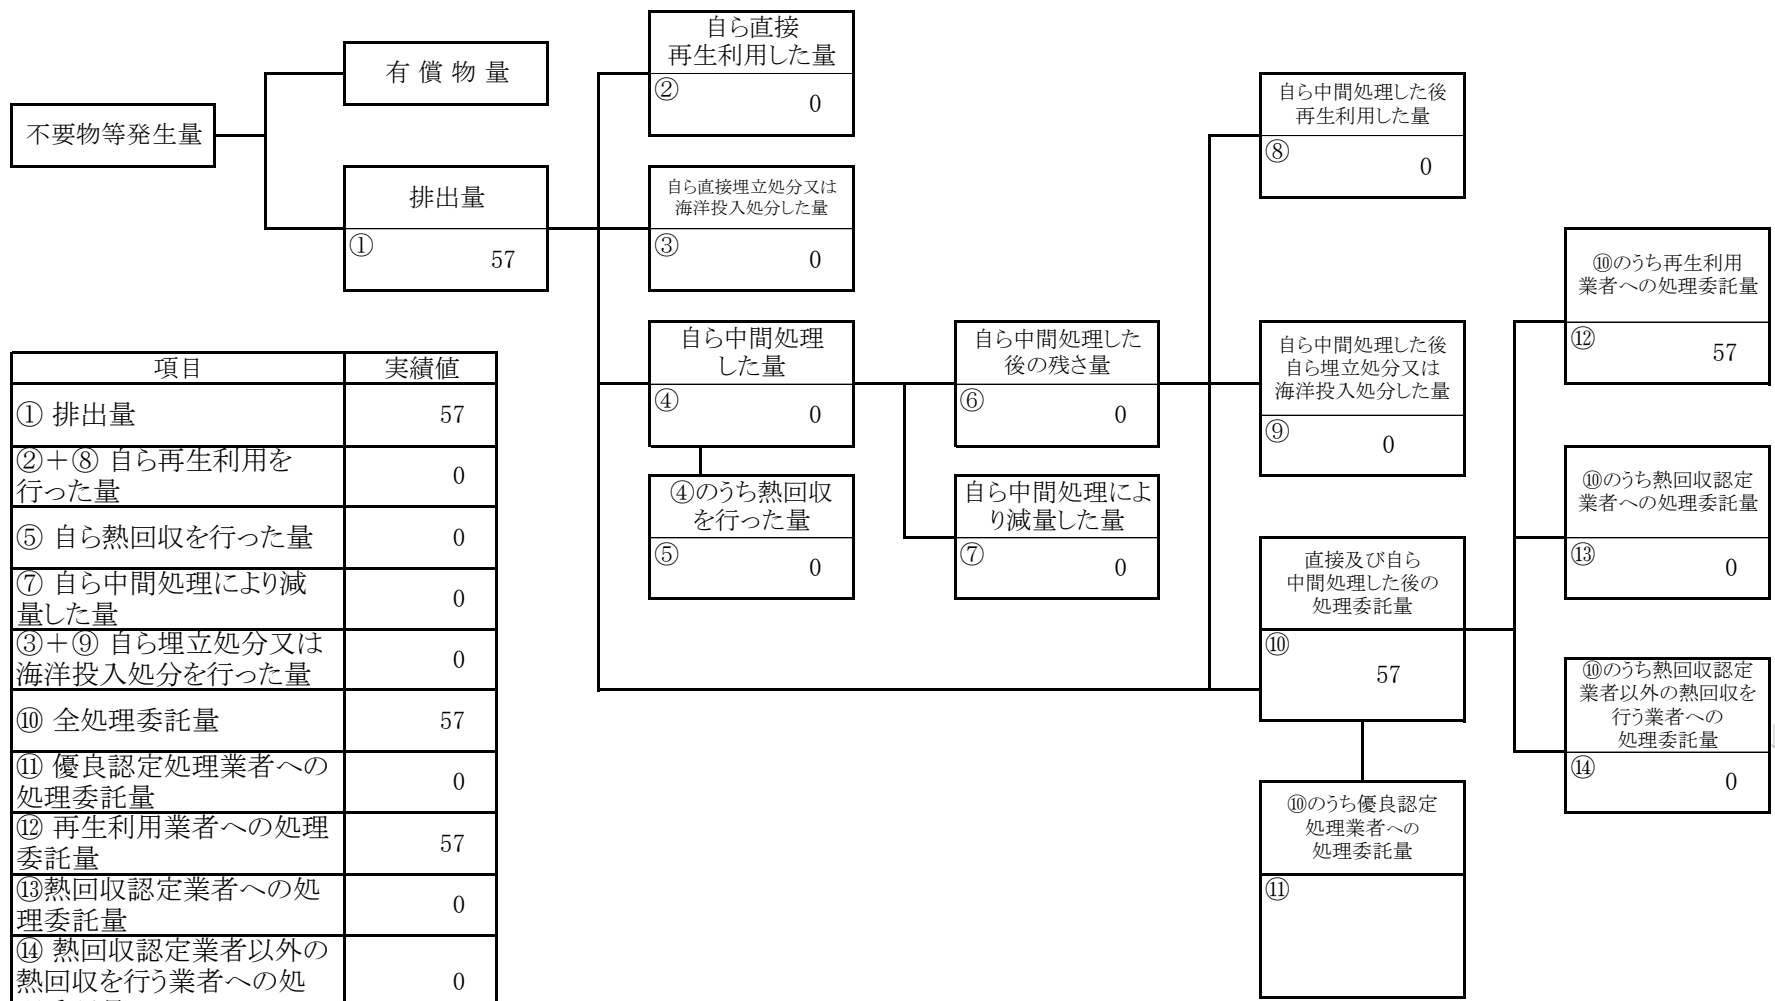 不要物等発生量
有 償 物 量
排出量
①
57
自ら直接
再生利用した量
②
0
自ら直接埋立処分又は
海洋投入処分した量
③
0
自ら中間処理
した量
④
0
④のうち熱回収
を行った量
⑤
0
自ら中間処理した
後の残さ量
⑥
0
自ら中間処理によ
り減量した量
⑦
0
自ら中間処理した後
再生利用した量
⑧
0
自ら中間処理した後
自ら埋立処分又は
海洋投入処分した量
⑨
0
直接及び自ら
中間処理した後の
処理委託量
⑩
57
⑩のうち優良認定
処理業者への
処理委託量
⑪
⑩のうち再生利用
業者への処理委託量
⑫
57
⑩のうち熱回収認定
業者への処理委託量
⑬
0
⑩のうち熱回収認定
業者以外の熱回収を
行う業者への
処理委託量
⑭
0
項目 実績値
① 排出量 57
②＋⑧ 自ら再生利用を
行った量 0
⑤ 自ら熱回収を行った量 0
⑦ 自ら中間処理により減
量した量 0
③＋⑨ 自ら埋立処分又は
海洋投入処分を行った量 0
⑩ 全処理委託量 57
⑪ 優良認定処理業者への
処理委託量 0
⑫ 再生利用業者への処理
委託量 57
⑬熱回収認定業者への処
理委託量 0
⑭ 熱回収認定業者以外の
熱回収を行う業者への処 0